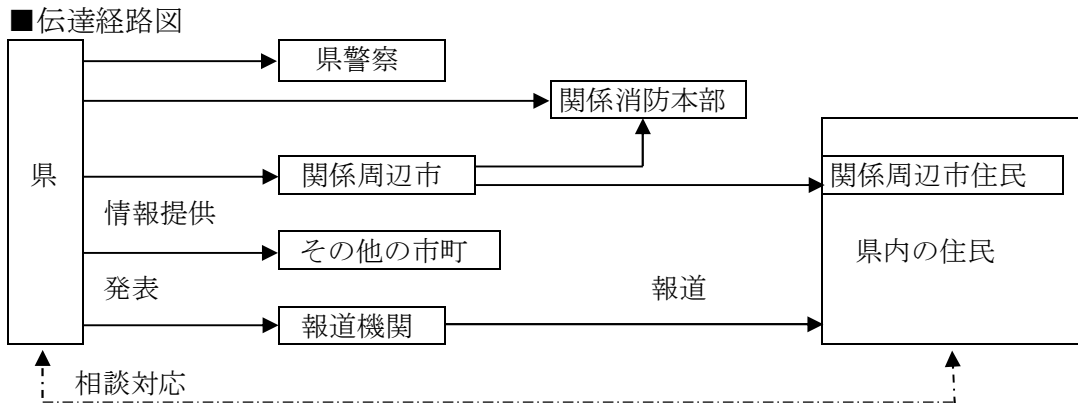 ■伝達経路図
県警察
関係消防本部
県
関係周辺市
関係周辺市住民
情報提供
その他の市町
県内の住民
発表
報道
報道機関
相談対応